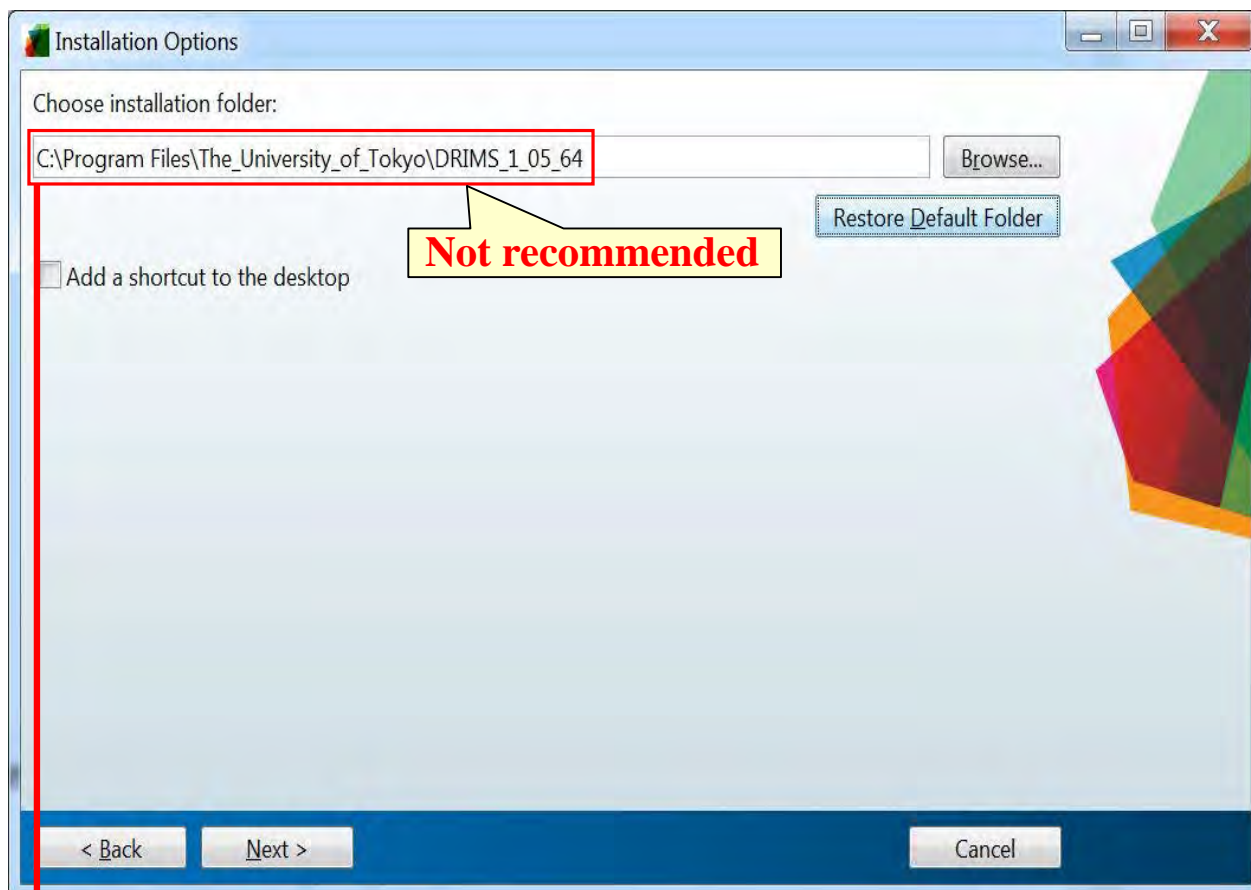 Installation Options
Choose installation folder:
C:\Program Files\The_University_of_Tokyo\DRIMS_1_05_64
Browse...
Restore Default Folder
Not recommended
Add a shortcut to the desktop
< Back
Next >
Cancel